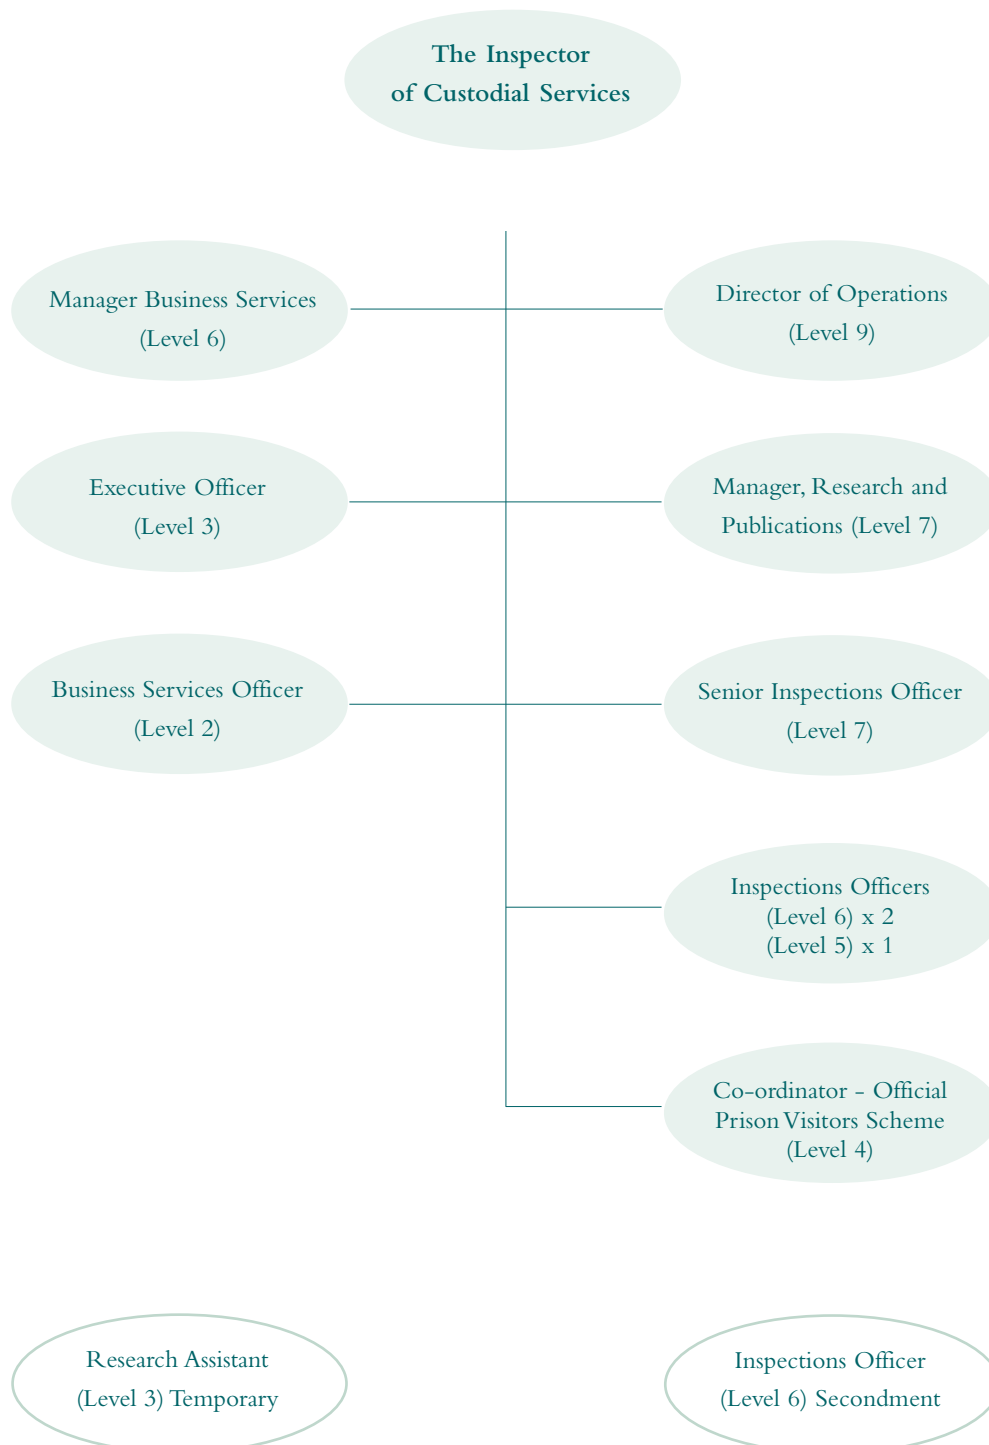 The Inspector
of Custodial Services
Manager Business Services
(Level 6)
Director of Operations
(Level 9)
Executive Officer
(Level 3)
Manager, Research and
Publications (Level 7)
Business Services Officer
(Level 2)
Senior Inspections Officer
(Level 7)
Inspections Officers
(Level 6) x 2
(Level 5) x 1
Co-ordinator - Official
Prison Visitors Scheme
(Level 4)
Research Assistant
(Level 3) Temporary
Inspections Officer
(Level 6) Secondment